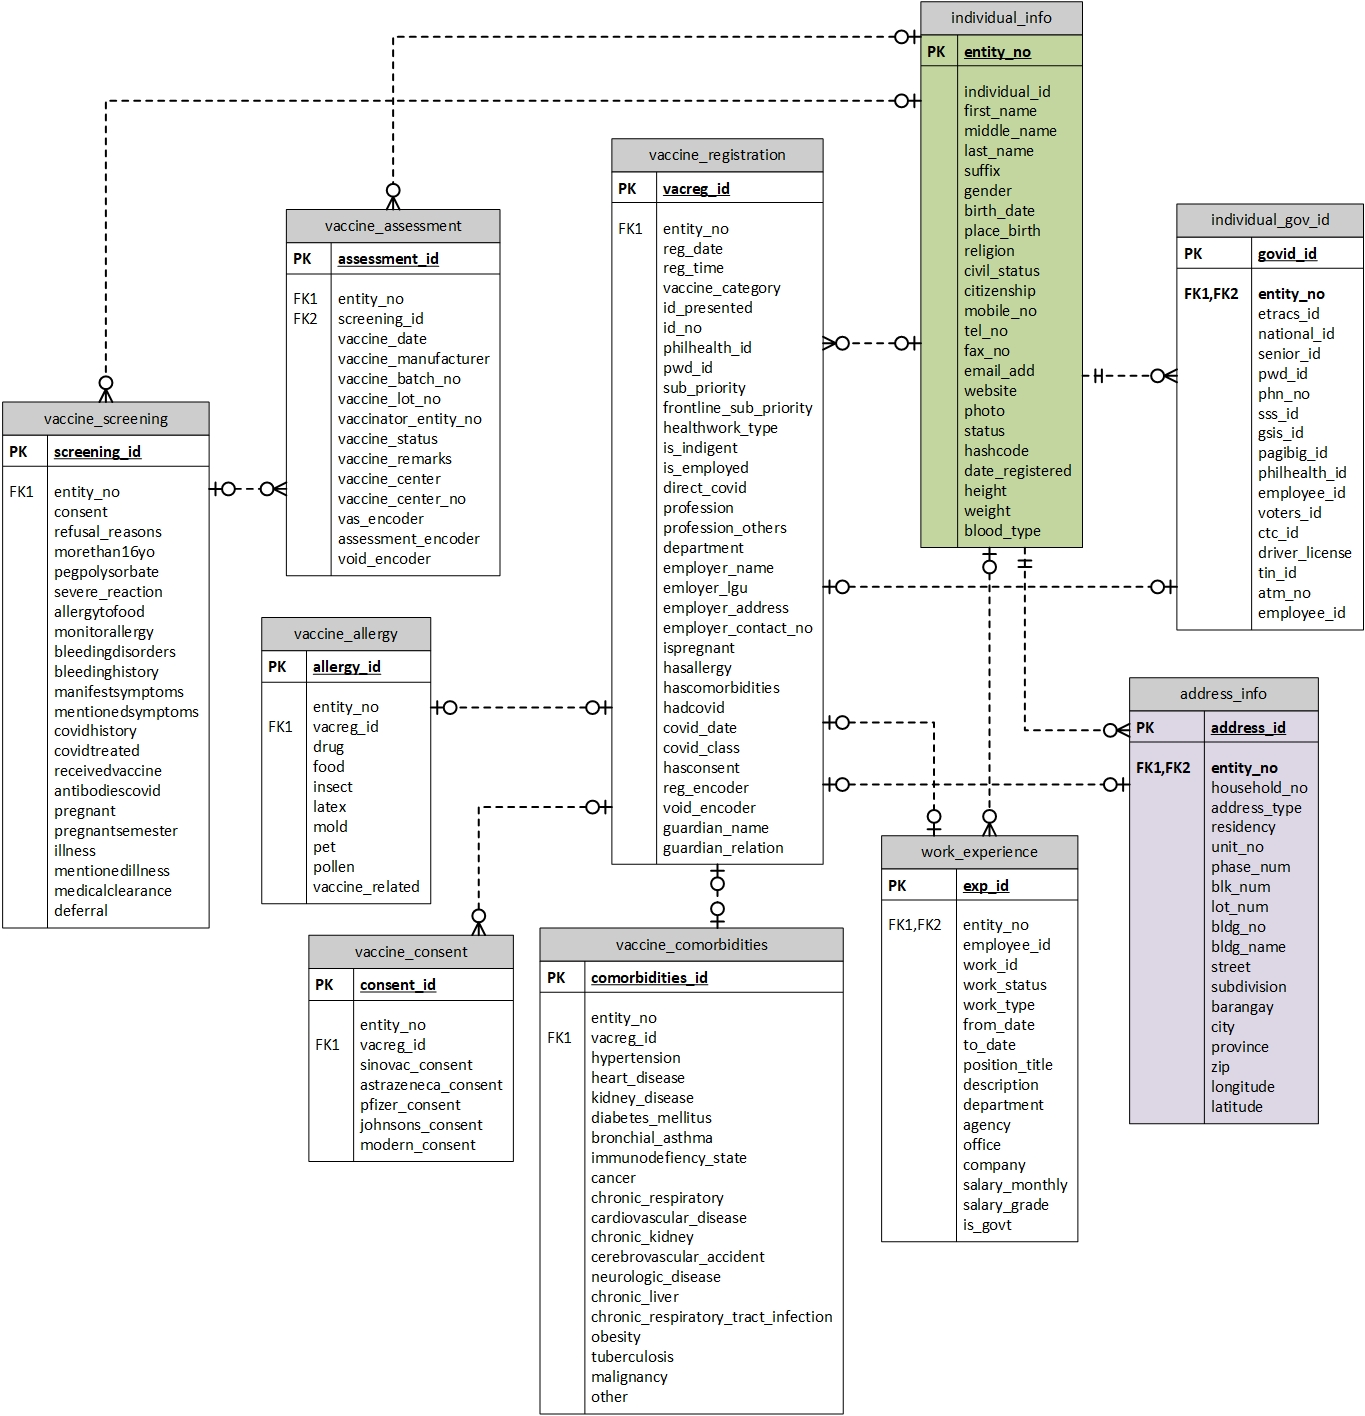 individual_info
PK entity_no
individual_id
first_name
middle_name
last_name
suffix
gender
birth_date
place_birth
religion
civil_status
citizenship
mobile_no
tel_no
fax_no
email_add
website
photo
status
hashcode
date_registered
height
weight
blood_type
vaccine_registration
PK vacreg_id
FK1 entity_no
reg_date
reg_time
vaccine_category
id_presented
id_no
philhealth_id
pwd_id
sub_priority
frontline_sub_priority
healthwork_type
is_indigent
is_employed
direct_covid
profession
profession_others
department
employer_name
emloyer_lgu
employer_address
employer_contact_no
ispregnant
hasallergy
hascomorbidities
hadcovid
covid_date
covid_class
hasconsent
reg_encoder
void_encoder
guardian_name
guardian_relation
individual_gov_id
PK govid_id
FK1,FK2 entity_no
etracs_id
national_id
senior_id
pwd_id
phn_no
sss_id
gsis_id
pagibig_id
philhealth_id
employee_id
voters_id
ctc_id
driver_license
tin_id
atm_no
employee_id
vaccine_assessment
PK assessment_id
FK1 entity_no
FK2 screening_id
vaccine_date
vaccine_manufacturer
vaccine_batch_no
vaccine_lot_no
vaccinator_entity_no
vaccine_status
vaccine_remarks
vaccine_center
vaccine_center_no
vas_encoder
assessment_encoder
void_encoder
vaccine_screening
PK screening_id
FK1 entity_no
consent
refusal_reasons
morethan16yo
pegpolysorbate
severe_reaction
allergytofood
monitorallergy
bleedingdisorders
bleedinghistory
manifestsymptoms
mentionedsymptoms
covidhistory
covidtreated
receivedvaccine
antibodiescovid
pregnant
pregnantsemester
illness
mentionedillness
medicalclearance
deferral
vaccine_allergy
PK allergy_id
entity_no
FK1 vacreg_id
drug
food
insect
latex
mold
pet
pollen
vaccine_related
address_info
PK address_id
FK1,FK2 entity_no
household_no
address_type
residency
unit_no
phase_num
blk_num
lot_num
bldg_no
bldg_name
street
subdivision
barangay
city
province
zip
longitude
latitude
work_experience
PK exp_id
FK1,FK2 entity_no
employee_id
work_id
work_status
work_type
from_date
to_date
position_title
description
department
agency
office
company
salary_monthly
salary_grade
is_govt
vaccine_consent
PK consent_id
entity_no
FK1 vacreg_id
sinovac_consent
astrazeneca_consent
pfizer_consent
johnsons_consent
modern_consent
vaccine_comorbidities
PK comorbidities_id
entity_no
FK1 vacreg_id
hypertension
heart_disease
kidney_disease
diabetes_mellitus
bronchial_asthma
immunodefiency_state
cancer
chronic_respiratory
cardiovascular_disease
chronic_kidney
cerebrovascular_accident
neurologic_disease
chronic_liver
chronic_respiratory_tract_infection
obesity
tuberculosis
malignancy
other